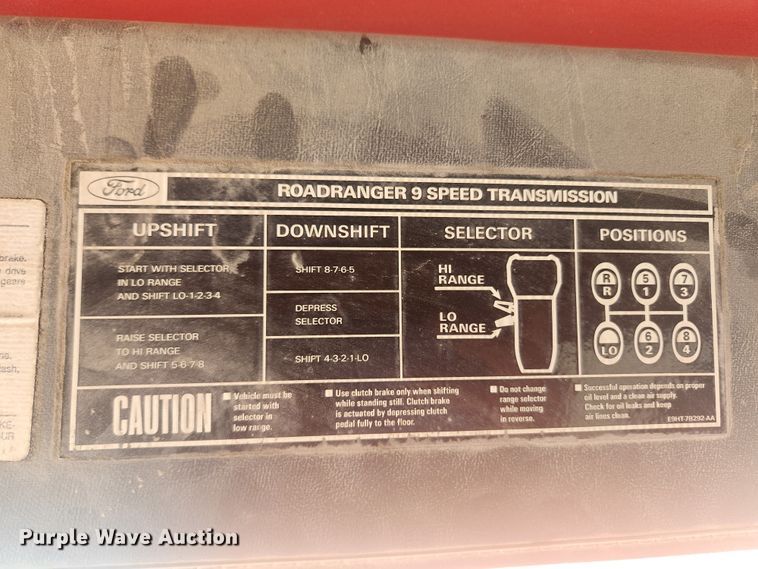 Ford
ROADRANGER 9 SPEED TRANSMISSION
UPSHIFT
START WITH SELECTOR
IN LO RANGE
AND SHIFT LO-1-2-3-4
RAISE SELECTOR
TO HI RANGE
AND SHIFT 5-6-7-8
DOWNSHIFT
SHIFT 8-7-6-5
DEPRESS
SELECTOR
SHIFT 4-3-2-1-LO
SELECTOR
HI
RANGE
LO
RANGE
POSITIONS
R 5 7
R 1 3
6 8
LO 2 4
CAUTION
■ Vehicle must be
started with
selector in
low range.
■ Use clutch brake only when shifting
while standing still. Clutch brake
is actuated by depressing clutch
pedal fully to the floor.
■ Do not change
range selector
while moving
in reverse.
■ Successful operation depends on proper
oil level and a clean air supply.
Check for oil leaks and keep
air lines clean.
E9HT-7B292-AA
brake.
drive
gears
Purple Wave Auction